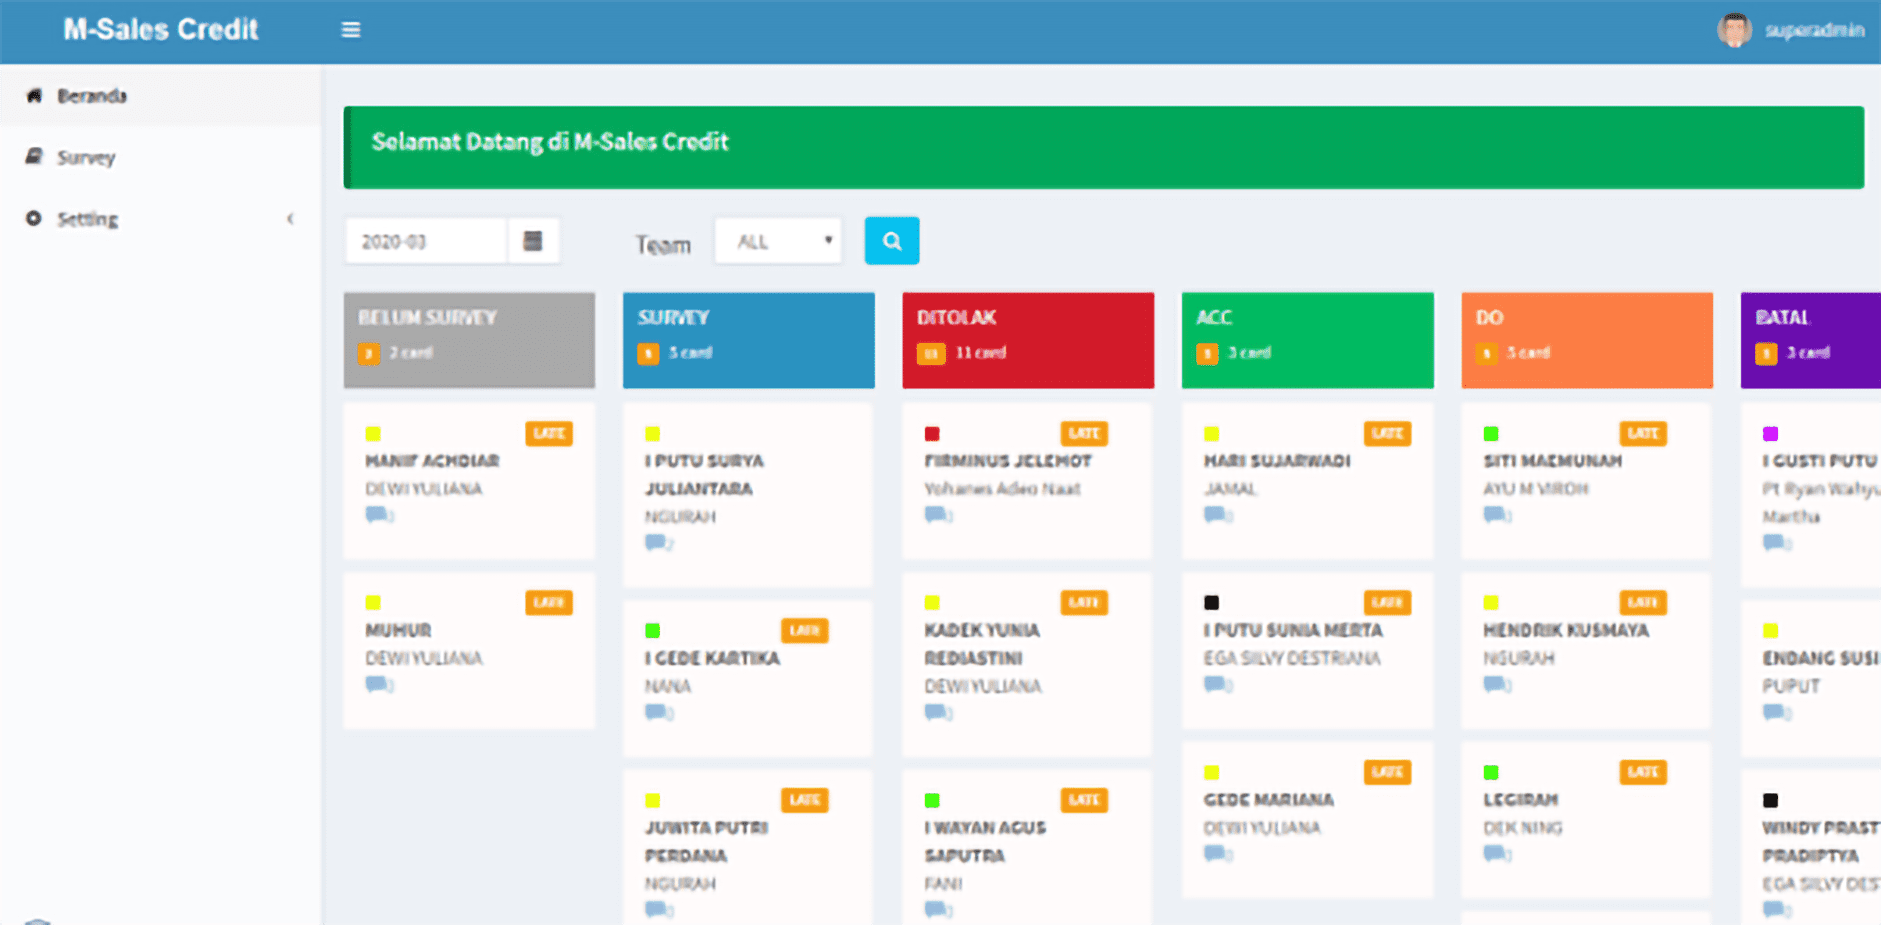 M-Sales Credit
superadmin
Beranda
Survey
Setting
Selamat Datang di M-Sales Credit
2020-03
Team
ALL
BELUM SURVEY
2 card
LATE
HANIF ACHDIAR
DEWI YULIANA
LATE
MUHUR
DEWI YULIANA
SURVEY
5 card
I PUTU SURYA
JULIANTARA
NGURAH
2
LATE
I GEDE KARTIKA
NANA
0
LATE
JUWITA PUTRI
PERDANA
NGURAH
0
DITOLAK
11
11 card
LATE
FIRMINUS JELEHOT
Yohanes Adeo Naat
LATE
KADEK YUNIA
REDIASTINI
DEWI YULIANA
LATE
I WAYAN AGUS
SAPUTRA
FANI
ACC
3 card
LATE
HARI SUJARWADI
JAMAL
LATE
I PUTU SUNIA MERTA
EGA SILVY DESTRIANA
LATE
GEDE MARIANA
DEWI YULIANA
DO
5 card
LATE
SITI MAEMUNAH
AYU M
LATE
HENDRIK KUSMAYA
NGURAH
LATE
LEGIRAH
DEK NING
BATAL
3 card
I GUSTI PUTU
Pt Ryan Wahyu
Martha
ENDANG SUSI
PUPUT
WINDY PRAST
PRADIPTYA
EGA SILVY DES